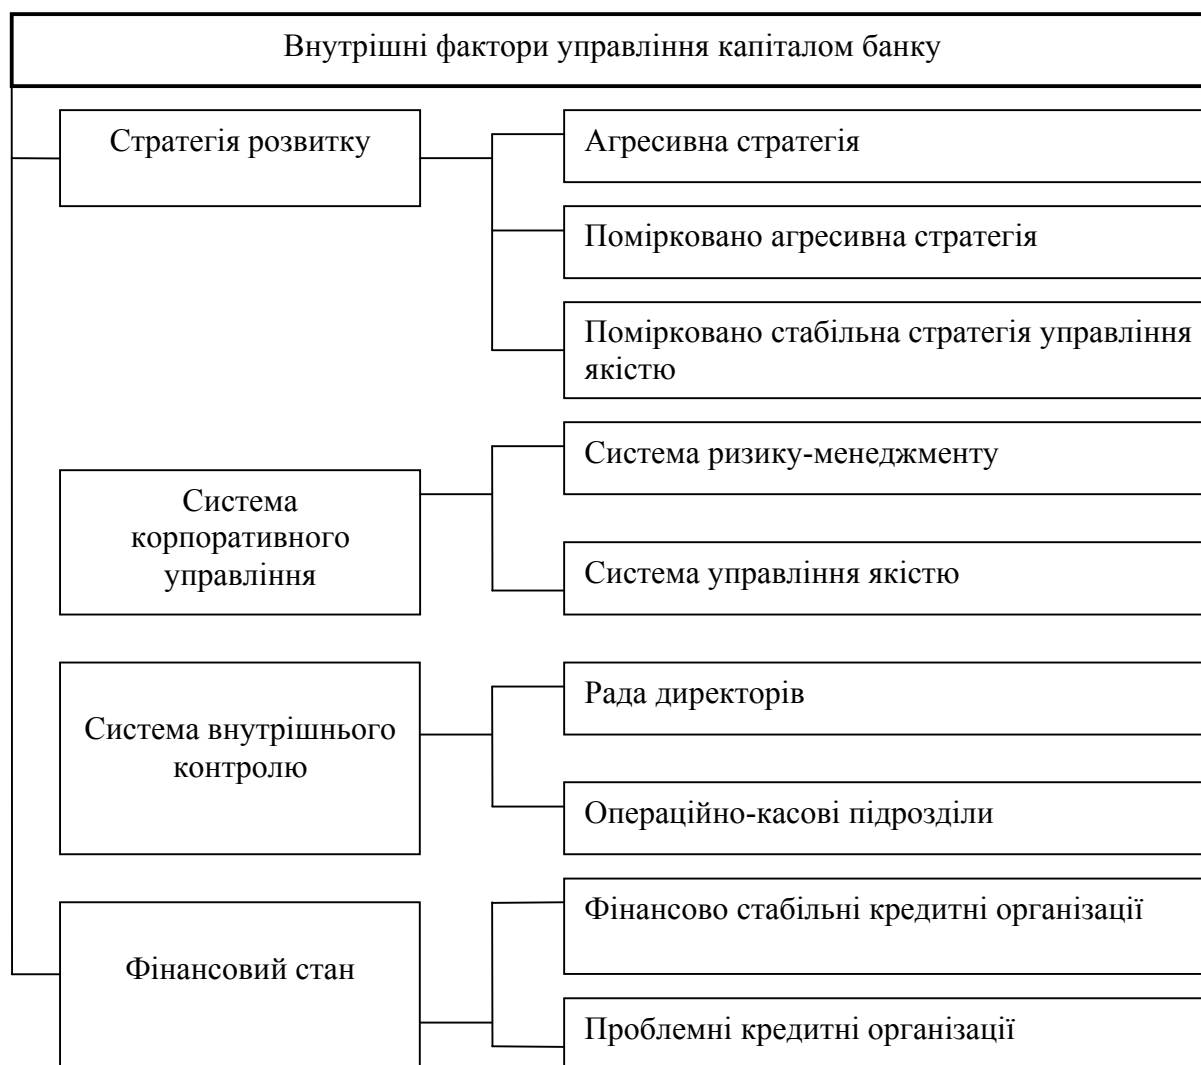 Внутрішні фактори управління капіталом банку
Стратегія розвитку
Агресивна стратегія
Помірковано агресивна стратегія
Помірковано стабільна стратегія управління
якістю
Система
корпоративного
управління
Система ризику-менеджменту
Система управління якістю
Система внутрішнього
контролю
Рада директорів
Операційно-касові підрозділи
Фінансовий стан
Фінансово стабільні кредитні організації
Проблемні кредитні організації